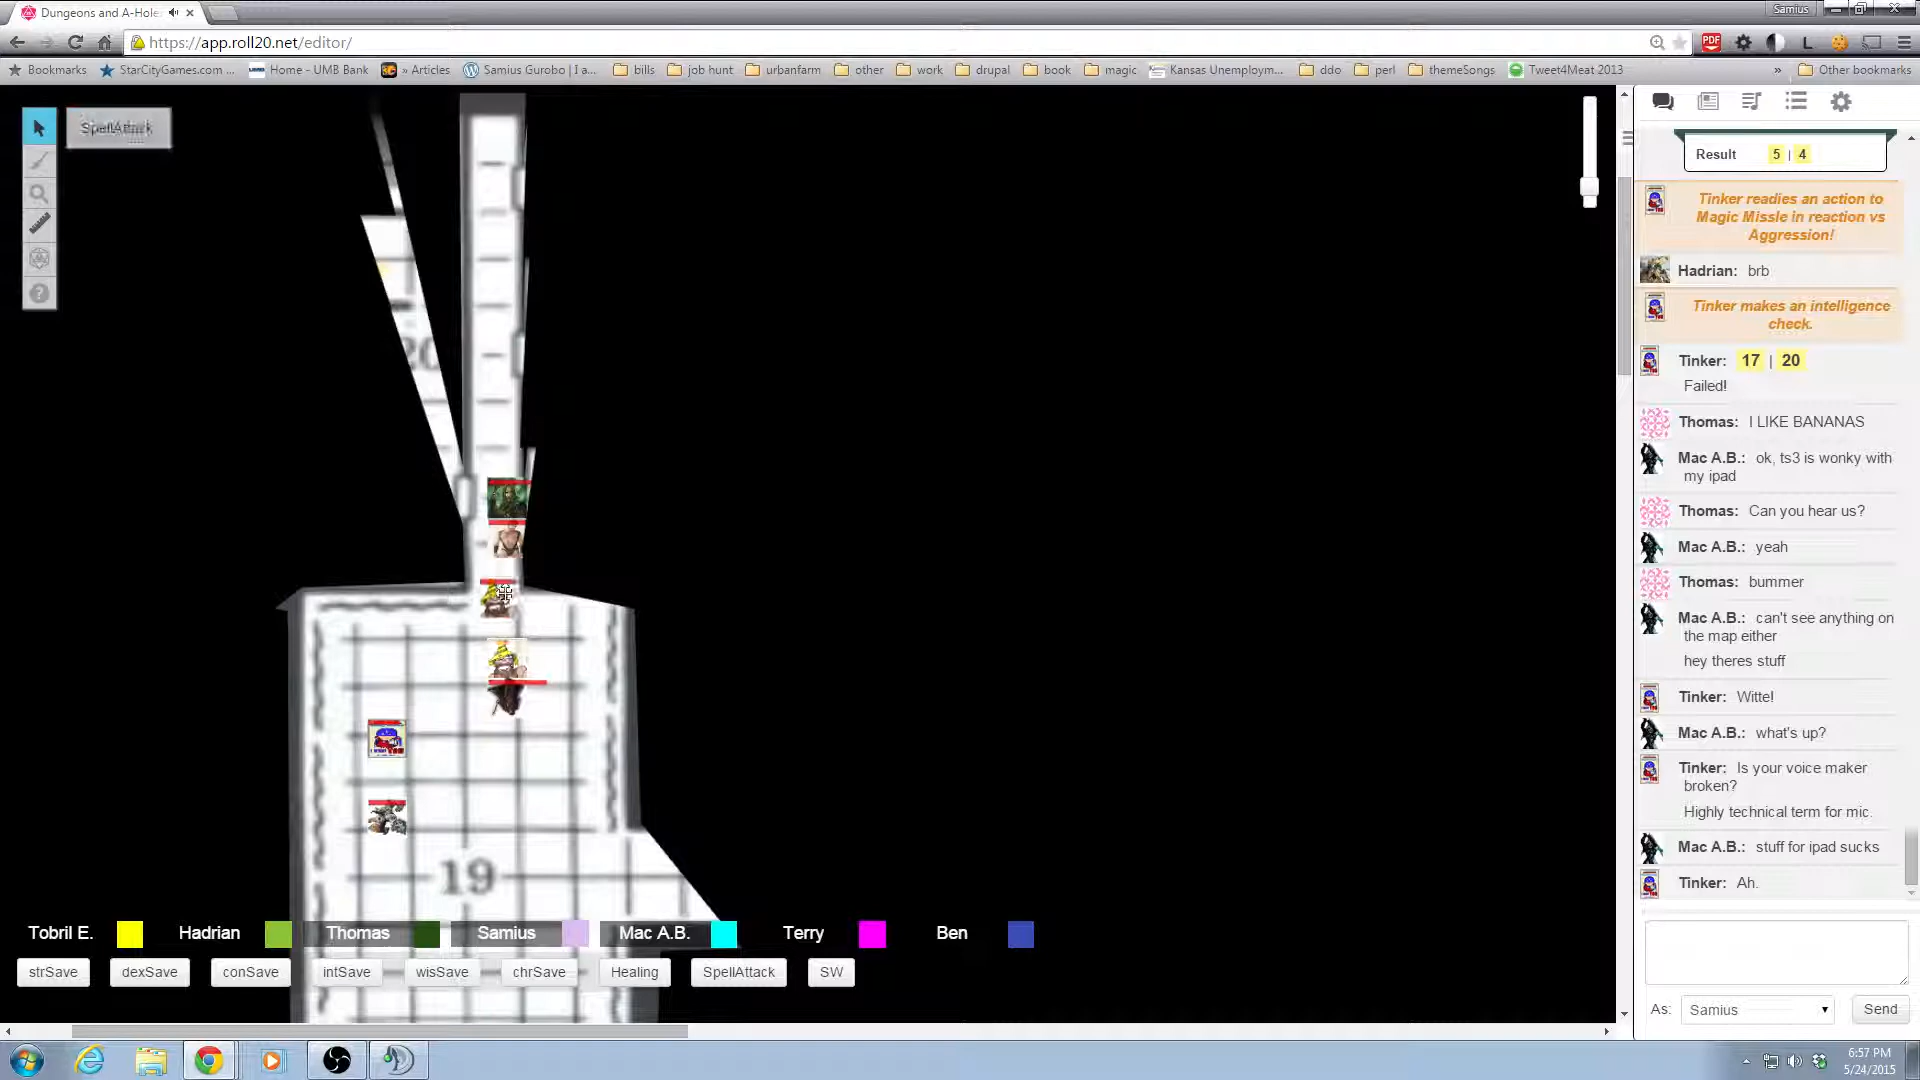 Dungeons and A-Hole
Samius
https://app.roll20.net/editor/
PDF
L
Bookmarks
StarCityGames.com ...
Home - UMB Bank
» Articles
Samius Gurobo | I a...
bills
job hunt
urbanfarm
other
work
drupal
book
magic
Kansas Unemploym...
ddo
perl
themeSongs
Tweet4Meat 2013
»
Other bookmarks
SpellAttack
20
19
Result 5 | 4
Tinker readies an action to
Magic Missle in reaction vs
Aggression!
Hadrian: brb
Tinker makes an intelligence
check.
Tinker: 17 | 20
Failed!
Thomas: I LIKE BANANAS
Mac A.B.: ok, ts3 is wonky with
my ipad
Thomas: Can you hear us?
Mac A.B.: yeah
Thomas: bummer
Mac A.B.: can't see anything on
the map either
hey theres stuff
Tinker: Witte!
Mac A.B.: what's up?
Tinker: Is your voice maker
broken?
Highly technical term for mic.
Mac A.B.: stuff for ipad sucks
Tinker: Ah.
Tobril E.
Hadrian
Thomas
Samius
Mac A.B.
Terry
Ben
strSave
dexSave
conSave
intSave
wisSave
chrSave
Healing
SpellAttack
SW
As: Samius
Send
6:57 PM
5/24/2015